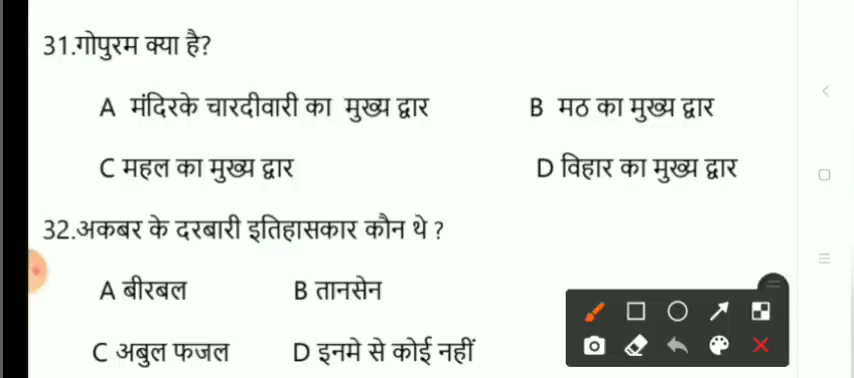 31.गोपुरम क्या है?
A मंदिरके चारदीवारी का मुख्य द्वार B मठ का मुख्य द्वार
C महल का मुख्य द्वार D विहार का मुख्य द्वार
32.अकबर के दरबारी इतिहासकार कौन थे ?
A बीरबल B तानसेन
C अबुल फजल D इनमे से कोई नहीं